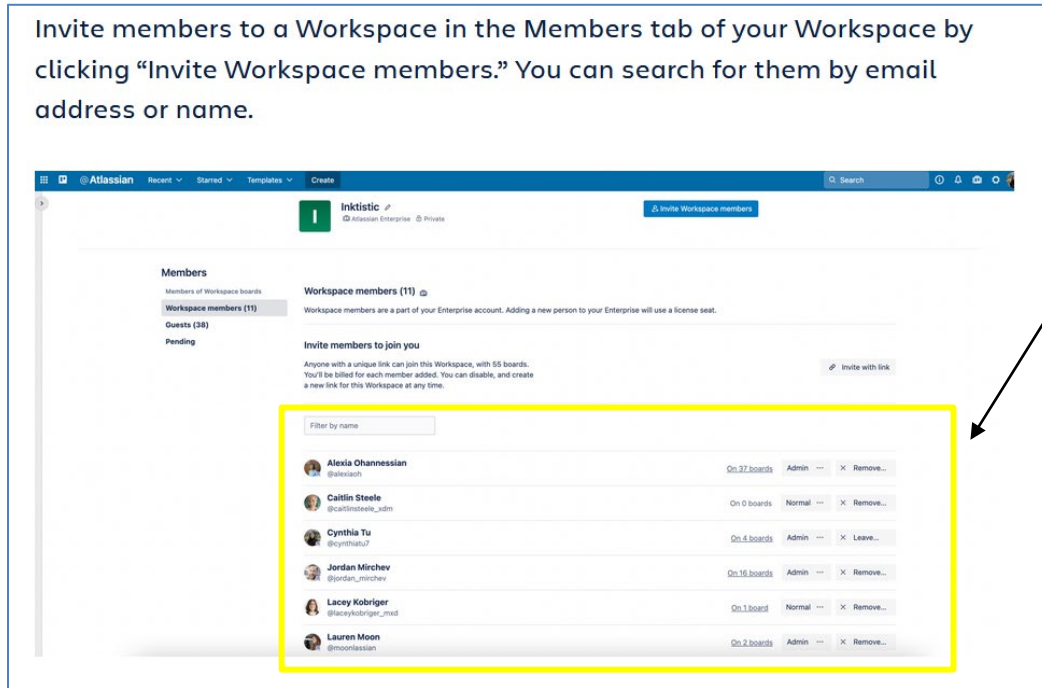 Invite members to a Workspace in the Members tab of your Workspace by
clicking “Invite Workspace members.” You can search for them by email
address or name.
@Atlassian Recent Starred Templates Create Search
I Inktistic Invite Workspace members
Atlassian Enterprise Private
Members
Members of Workspace boards
Workspace members (11)
Guests (38)
Pending
Workspace members (11)
Workspace members are a part of your Enterprise account. Adding a new person to your Enterprise will use a license seat.
Invite members to join you
Anyone with a unique link can join this Workspace, with 55 boards.
You'll be billed for each member added. You can disable, and create
a new link for this Workspace at any time.
Invite with link
Filter by name
Alexia Ohannessian
@alexiaoh
On 37 boards Admin ··· × Remove...
Caitlin Steele
@caitlinsteele_xdm
On 0 boards Normal ··· × Remove...
Cynthia Tu
@cynthiatu7
On 4 boards Admin ··· × Leave...
Jordan Mirchev
@jordan_mirchev
On 16 boards Admin ··· × Remove...
Lacey Kobriger
@laceykobriger_mxd
On 1 board Normal ··· × Remove...
Lauren Moon
@moonlassian
On 2 boards Admin ··· × Remove...